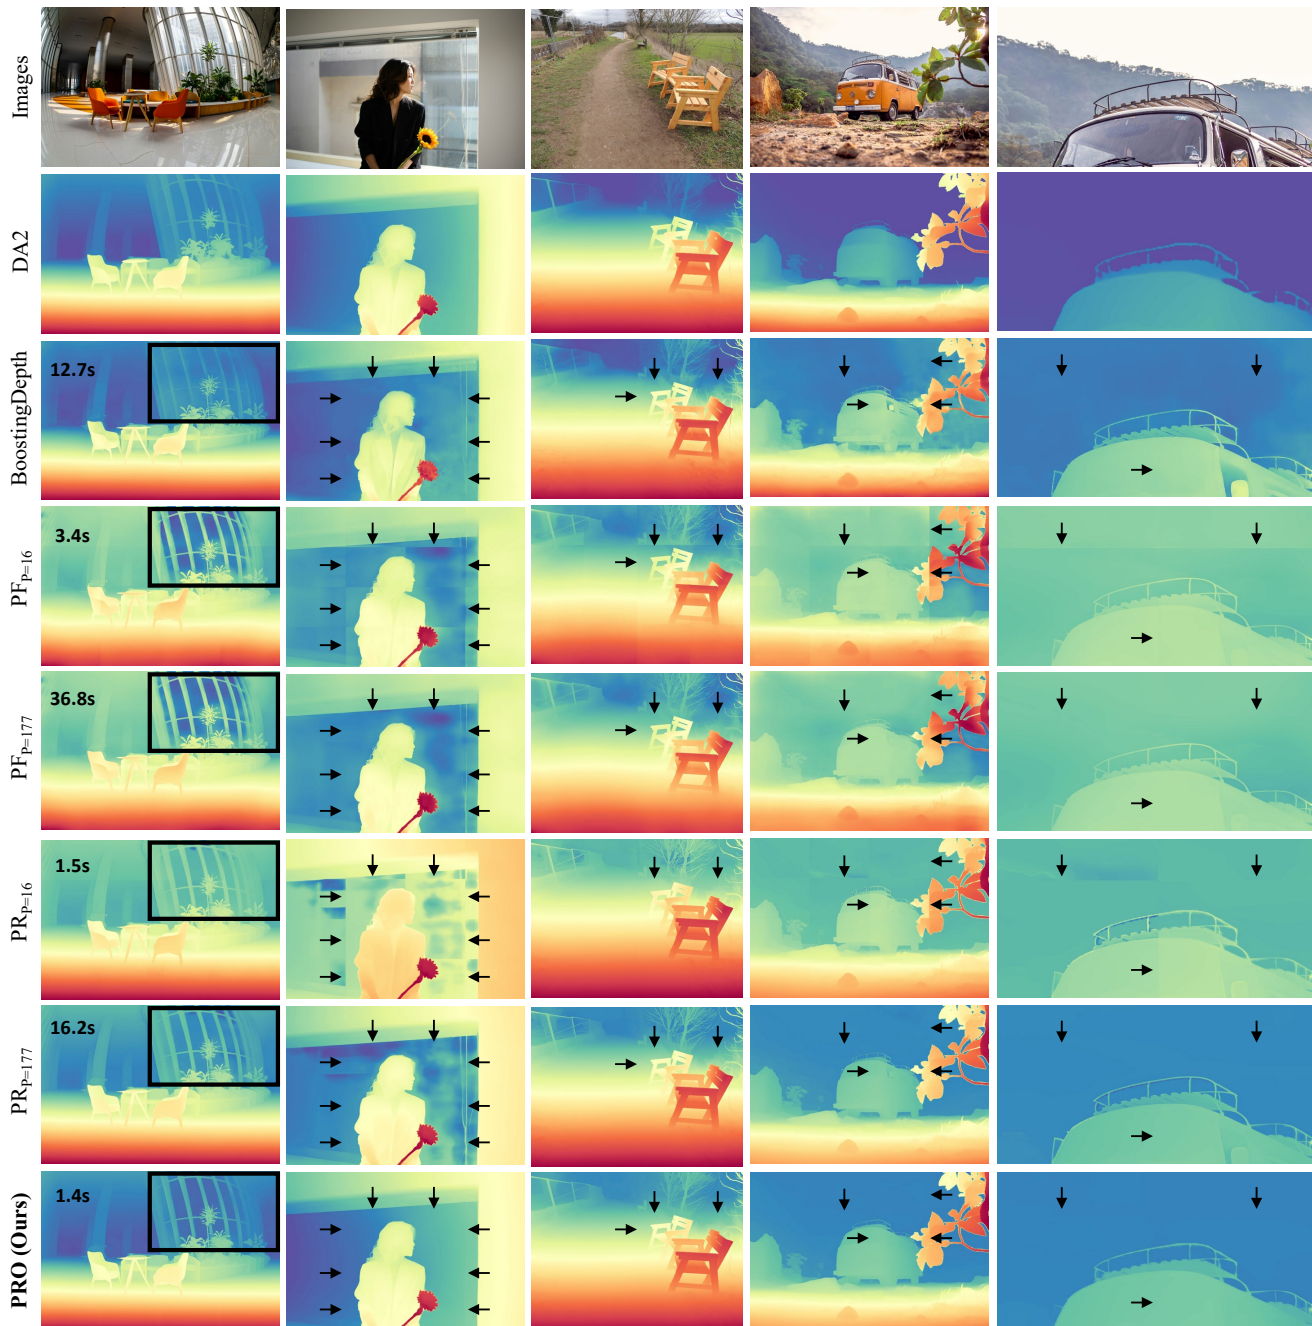 Images
DA2
BoostingDepth
12.7s
PF_P=16
3.4s
PF_P=177
36.8s
PR_P=16
1.5s
PR_P=177
16.2s
PRO (Ours)
1.4s